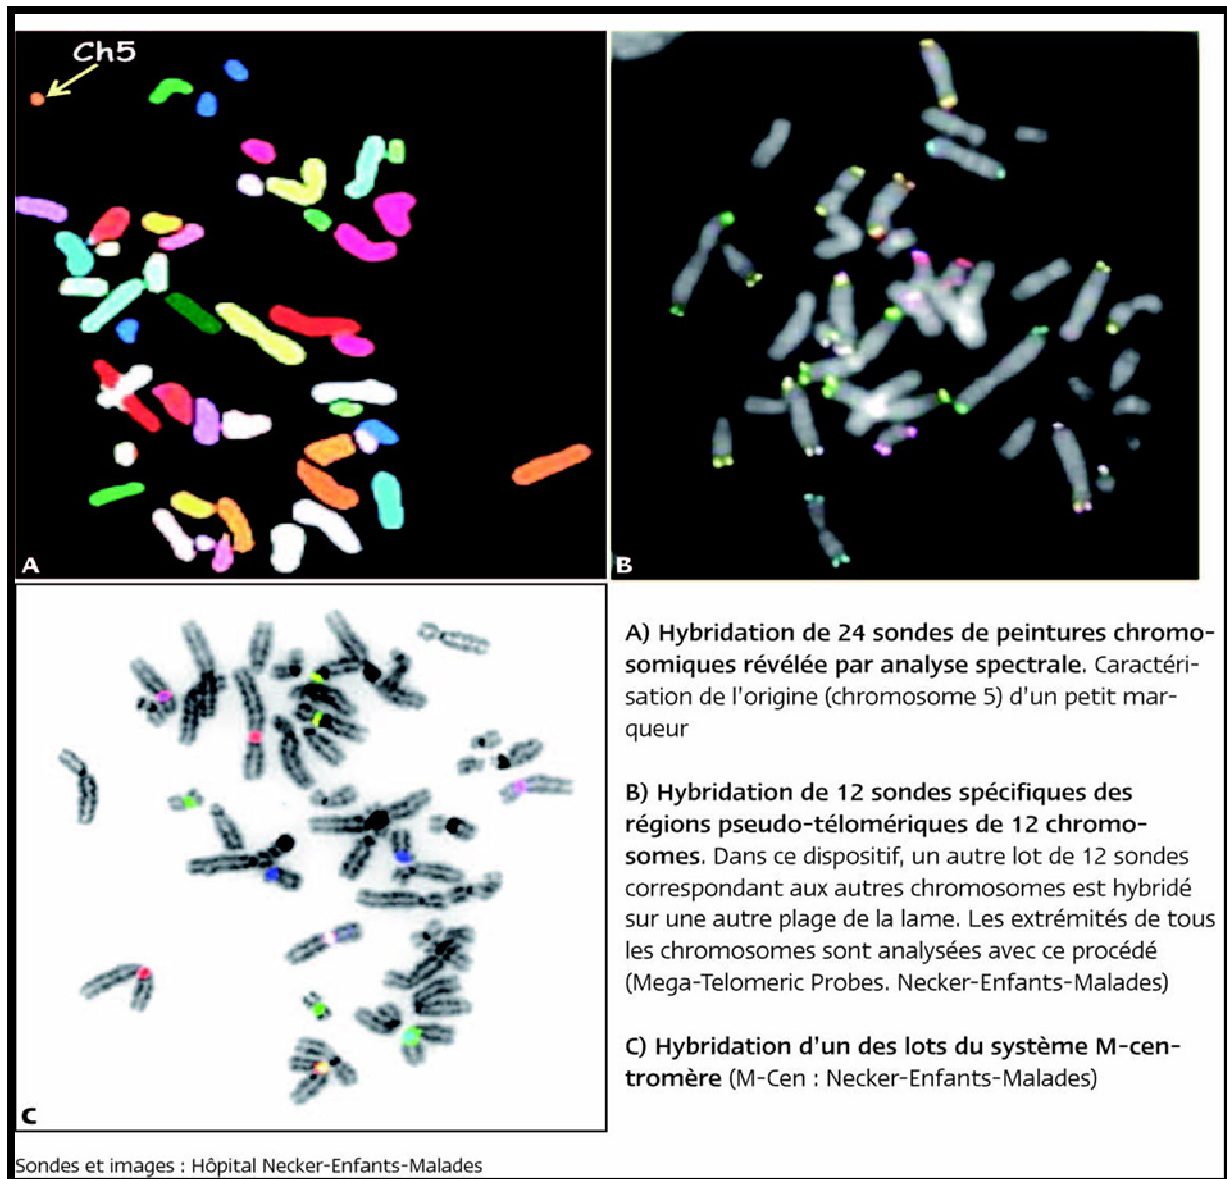 Ch5
A
B
C
A) Hybridation de 24 sondes de peintures chromo-
somiques révélée par analyse spectrale. Caractéri-
sation de l'origine (chromosome 5) d'un petit mar-
queur
B) Hybridation de 12 sondes spécifiques des
régions pseudo-télomériques de 12 chromo-
somes. Dans ce dispositif, un autre lot de 12 sondes
correspondant aux autres chromosomes est hybridé
sur une autre plage de la lame. Les extrémités de tous
les chromosomes sont analysées avec ce procédé
(Mega-Telomeric Probes. Necker-Enfants-Malades)
C) Hybridation d'un des lots du système M-cen-
tromère (M-Cen : Necker-Enfants-Malades)
Sondes et images : Hôpital Necker-Enfants-Malades